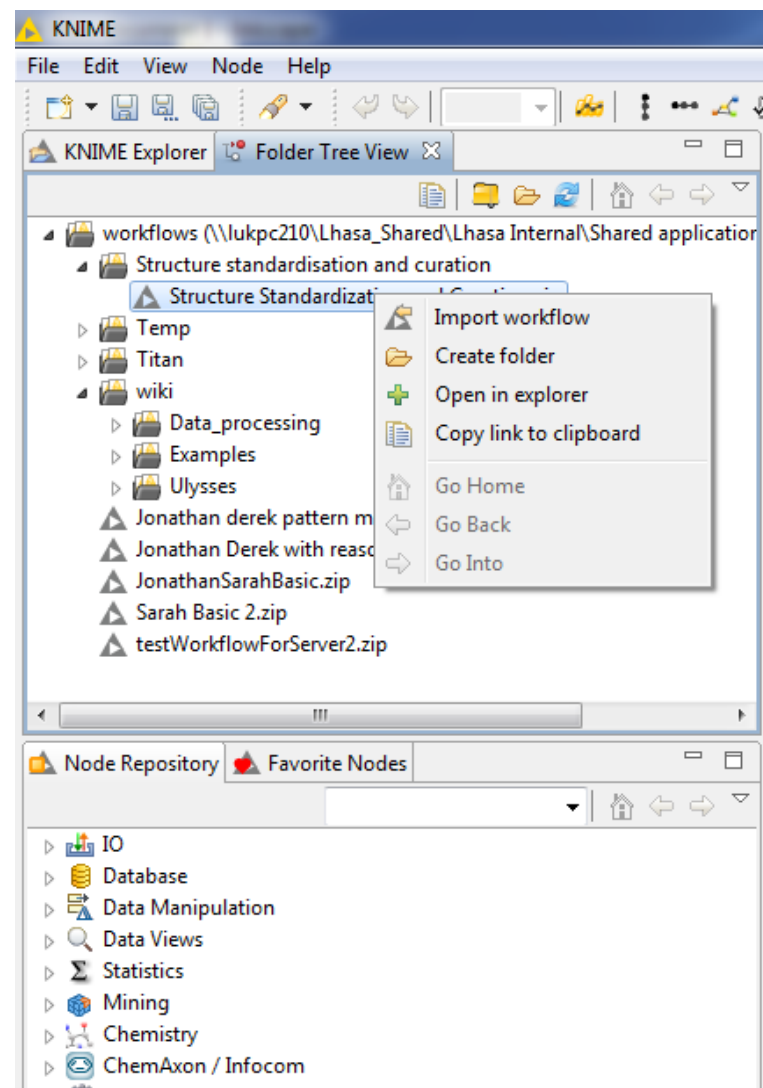 KNIME
File Edit View Node Help
KNIME Explorer Folder Tree View
workflows (\\lukpc210\Lhasa_Shared\Lhasa Internal\Shared application
Structure standardisation and curation
Structure Standardizati
Import workflow
Temp
Create folder
Titan
wiki
Open in explorer
Data_processing
Copy link to clipboard
Examples
Ulysses
Go Home
Jonathan derek pattern m
Go Back
Jonathan Derek with reaso
Go Into
JonathanSarahBasic.zip
Sarah Basic 2.zip
testWorkflowForServer2.zip
Node Repository Favorite Nodes
IO
Database
Data Manipulation
Data Views
Σ Statistics
Mining
Chemistry
ChemAxon / Infocom